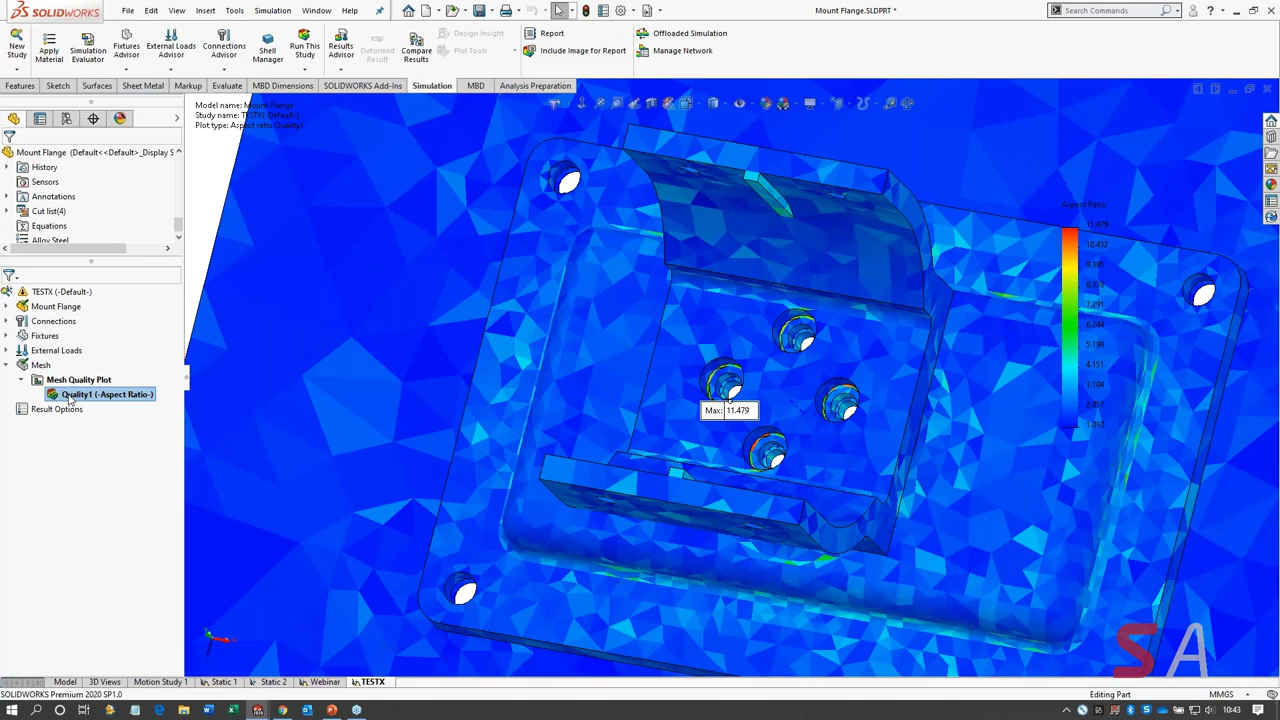 SOLIDWORKS
File Edit View Insert Tools Simulation Window Help
Mount Flange.SLDPRT *
Search Commands
New Study
Apply Material
Simulation Evaluator
Fixtures Advisor
External Loads Advisor
Connections Advisor
Shell Manager
Run This Study
Results Advisor
Deformed Result
Compare Results
Design Insight
Plot Tools
Report
Include Image for Report
Offloaded Simulation
Manage Network
Features Sketch Surfaces Sheet Metal Markup Evaluate MBD Dimensions SOLIDWORKS Add-Ins Simulation MBD Analysis Preparation
Model name: Mount Flange
Study name: TESTX(-Default-)
Plot type: Aspect ratio Quality1
Mount Flange (Default<<Default>_Display S
History
Sensors
Annotations
Cut list(4)
Equations
Alloy Steel
TESTX (-Default-)
Mount Flange
Connections
Fixtures
External Loads
Mesh
Mesh Quality Plot
Quality1 (-Aspect Ratio-)
Result Options
Max: 11.479
Aspect Ratio
11.479
10.432
9.385
8.338
7.291
6.244
5.198
4.151
3.104
2.057
1.010
SA
Model 3D Views Motion Study 1 Static 1 Static 2 Webinar TESTX
SOLIDWORKS Premium 2020 SP1.0
Editing Part
MMGS
10:43